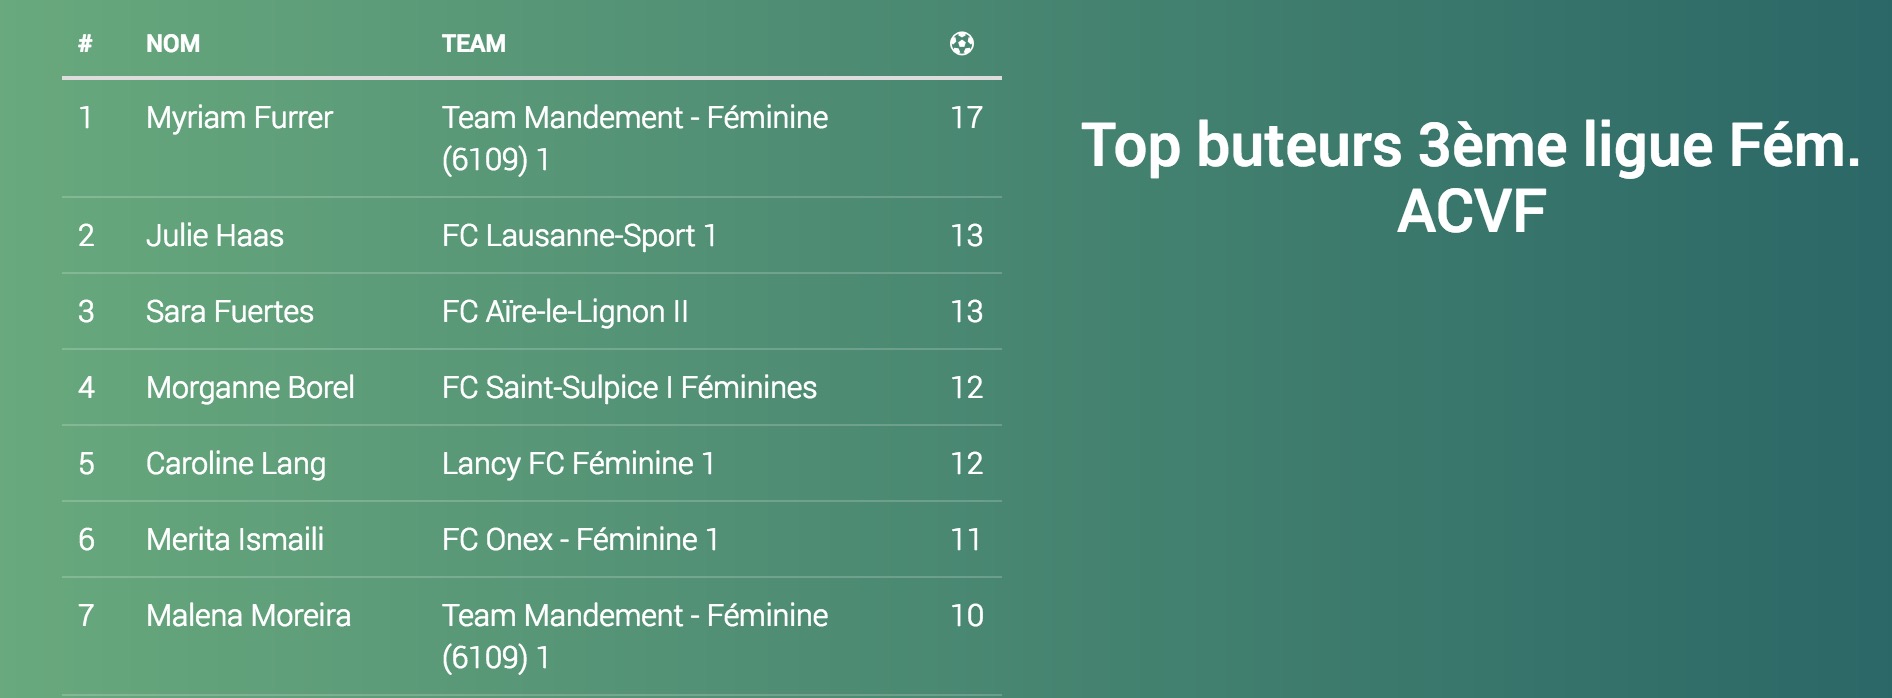 # NOM TEAM
1 Myriam Furrer Team Mandement - Féminine 17
(6109) 1
2 Julie Haas FC Lausanne-Sport 1 13
3 Sara Fuertes FC Aïre-le-Lignon II 13
4 Morganne Borel FC Saint-Sulpice I Féminines 12
5 Caroline Lang Lancy FC Féminine 1 12
6 Merita Ismaili FC Onex - Féminine 1 11
7 Malena Moreira Team Mandement - Féminine 10
(6109) 1
Top buteurs 3ème ligue Fém.
ACVF